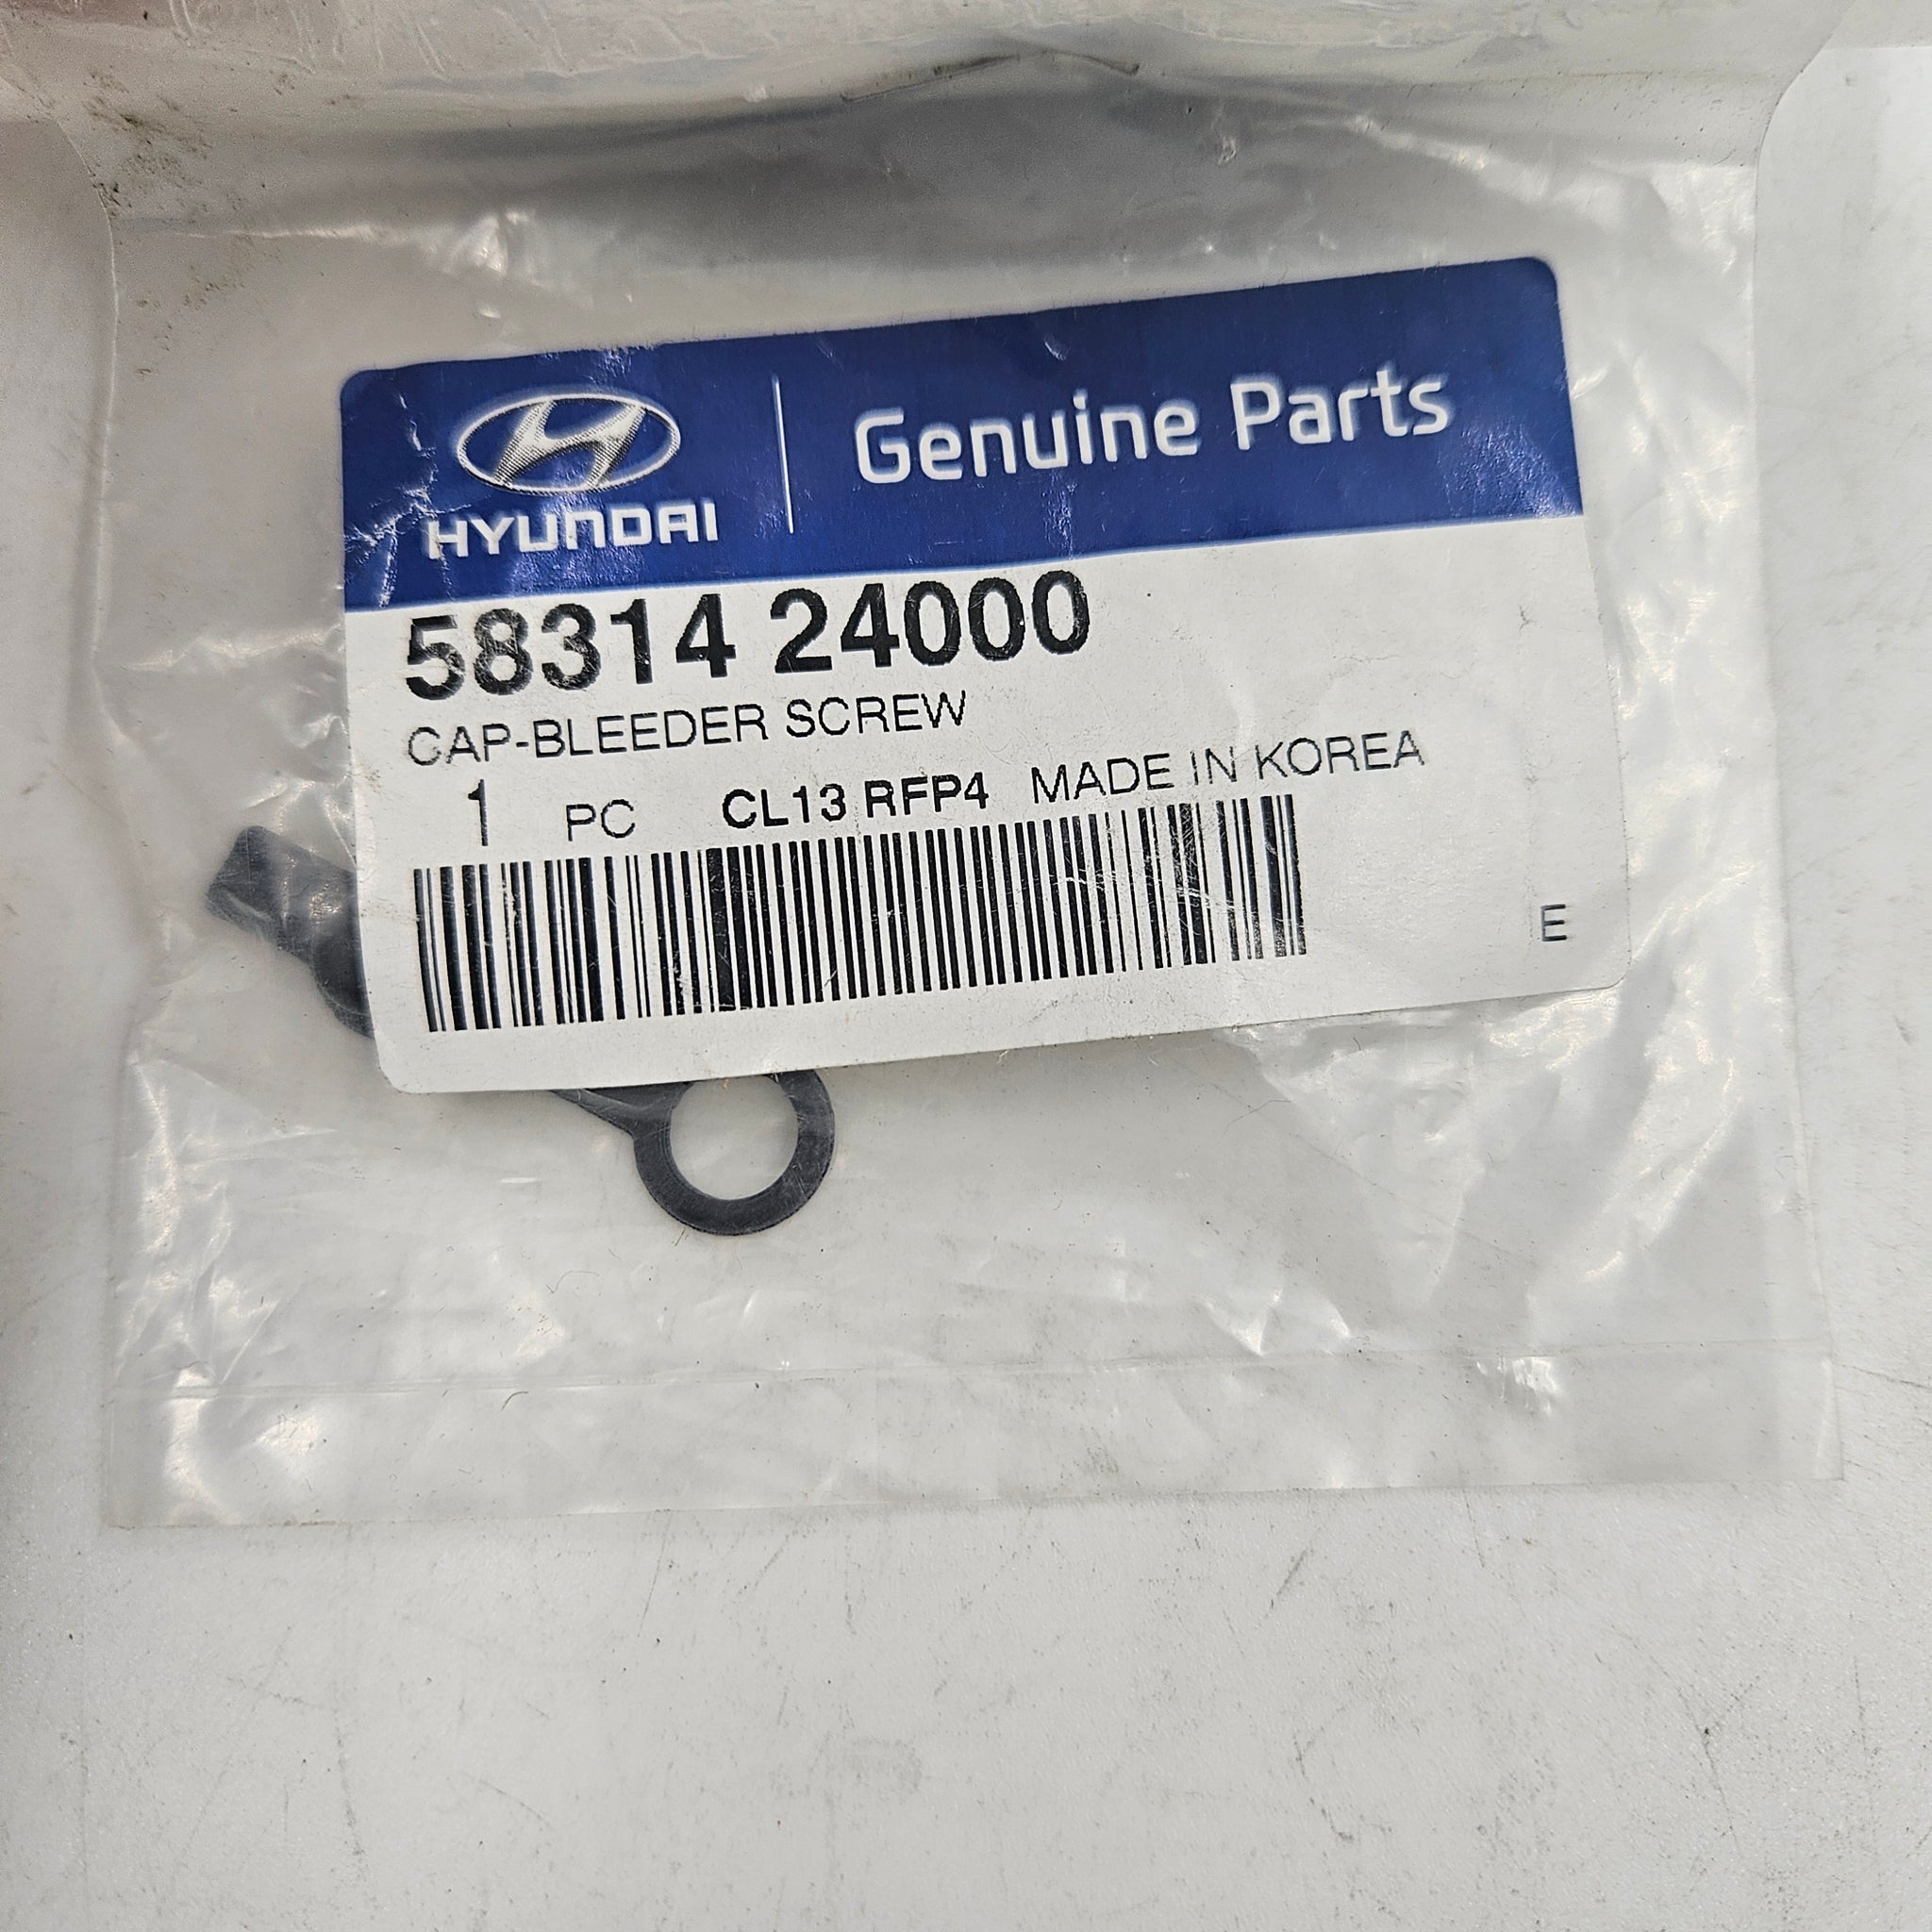 HYUNDAI
Genuine Parts
58314 24000
CAP-BLEEDER SCREW
1 PC CL13 RFP4 MADE IN KOREA
E